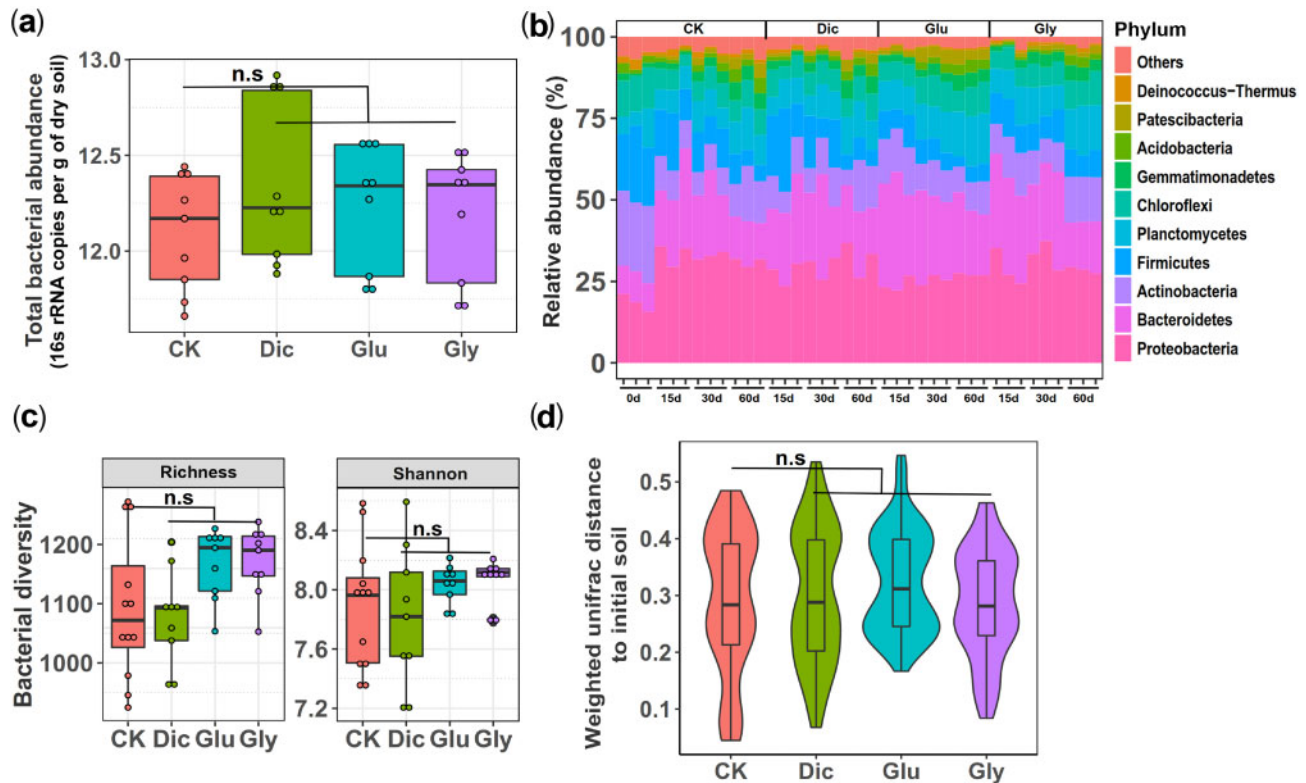 (a)
Total bacterial abundance
(16s rRNA copies per g of dry soil)
13.0
12.5
12.0
n.s
CK Dic Glu Gly
(b)
Relative abundance (%)
100
75
50
25
0
CK Dic Glu Gly
0d 15d 30d 60d 15d 30d 60d 15d 30d 60d 15d 30d 60d
Phylum
Others
Deinococcus-Thermus
Patescibacteria
Acidobacteria
Gemmatimonadetes
Chloroflexi
Planctomycetes
Firmicutes
Actinobacteria
Bacteroidetes
Proteobacteria
(c)
Bacterial diversity
Richness
n.s
1200
1100
1000
CK Dic Glu Gly
Shannon
n.s
8.4
8.0
7.6
7.2
CK Dic Glu Gly
(d)
Weighted unifrac distance
to initial soil
n.s
0.5
0.4
0.3
0.2
0.1
CK Dic Glu Gly